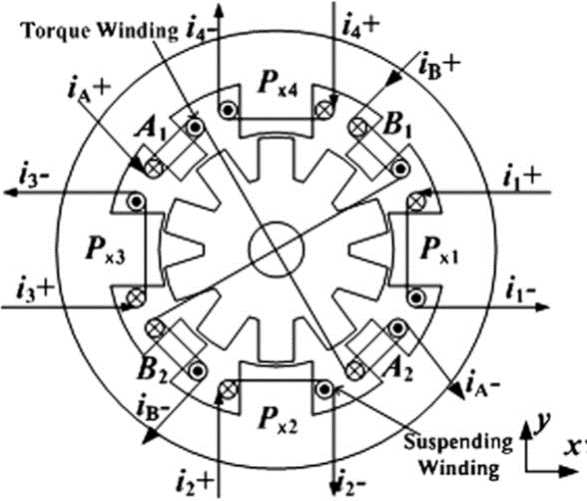 Torque Winding i4- i4+
Px4 iB+
iA+ A1 B1
i3- i1+
Px3 Px1
i3+ i1-
B2 A2
iB- Px2 iA-
Suspending
Winding
y
x
i2+ i2-